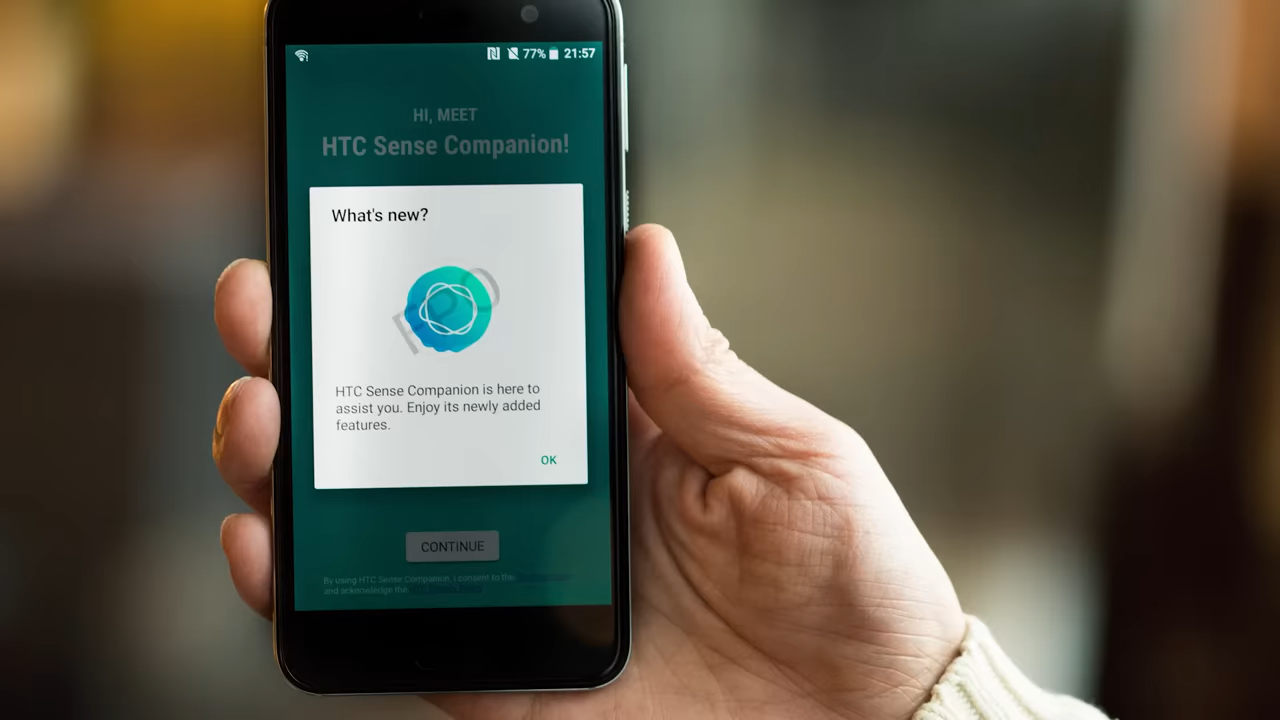 77% 21:57
HI, MEET
HTC Sense Companion!
What's new?
FPO
HTC Sense Companion is here to
assist you. Enjoy its newly added
features.
OK
CONTINUE
By using HTC Sense Companion, I consent to the
and acknowledge the